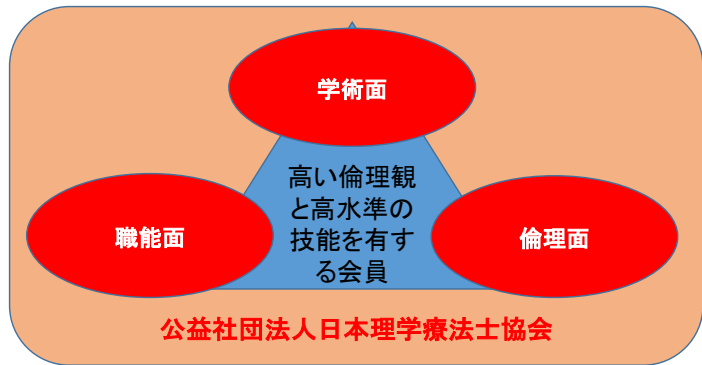 学術面
高い倫理観
と高水準の
技能を有す
る会員
職能面
倫理面
公益社団法人日本理学療法士協会